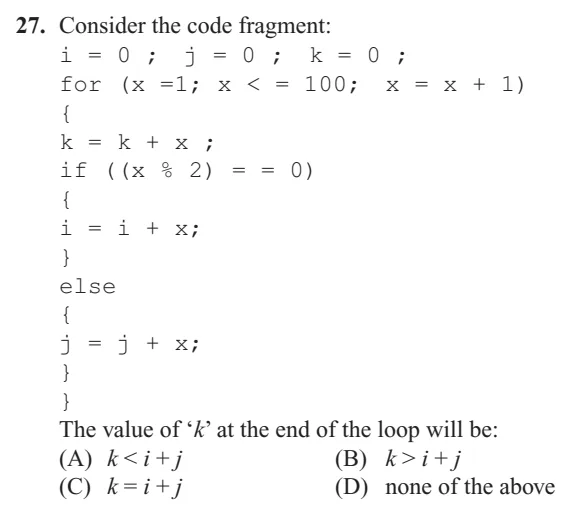 27. Consider the code fragment:
i = 0 ; j = 0 ; k = 0 ;
for (x =1; x < = 100; x = x + 1)
{
k = k + x ;
if ((x % 2) = = 0)
{
i = i + x;
}
else
{
j = j + x;
}
}
The value of ‘k’ at the end of the loop will be:
(A) k < i + j (B) k > i + j
(C) k = i + j (D) none of the above